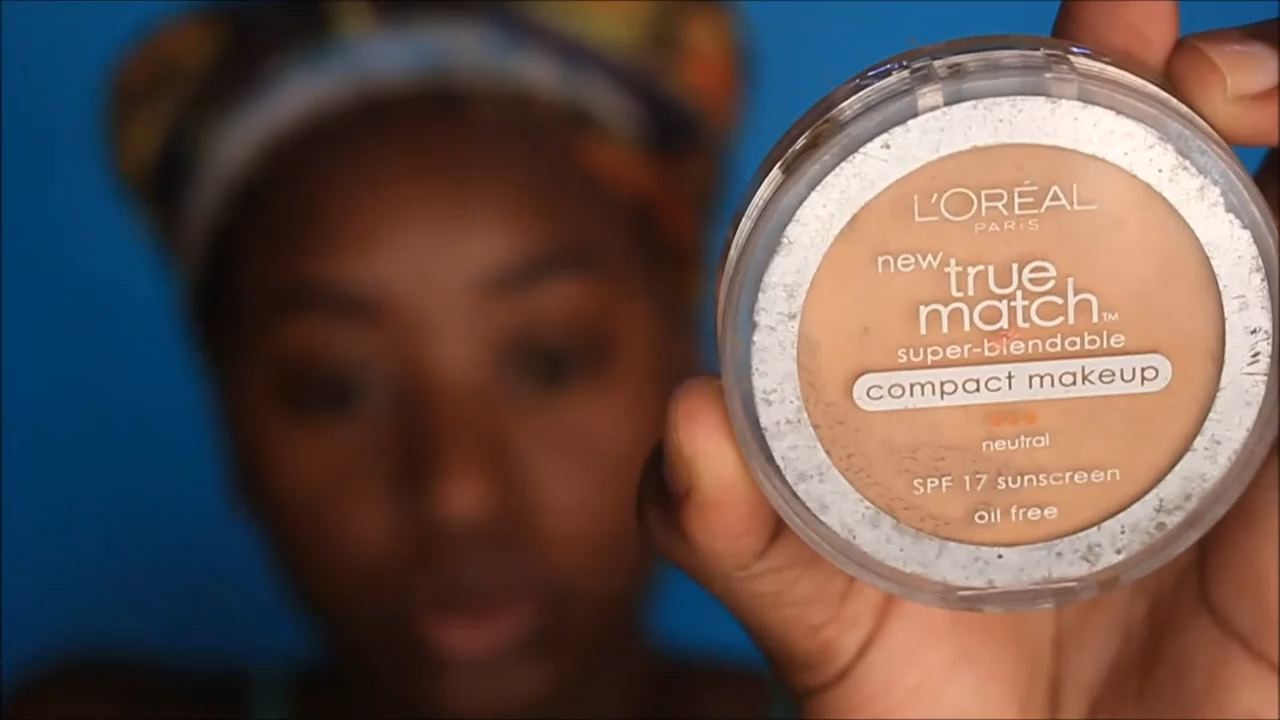 L'ORÉAL
PARIS
new true
match™
super-blendable
compact makeup
neutral
SPF 17 sunscreen
oil free